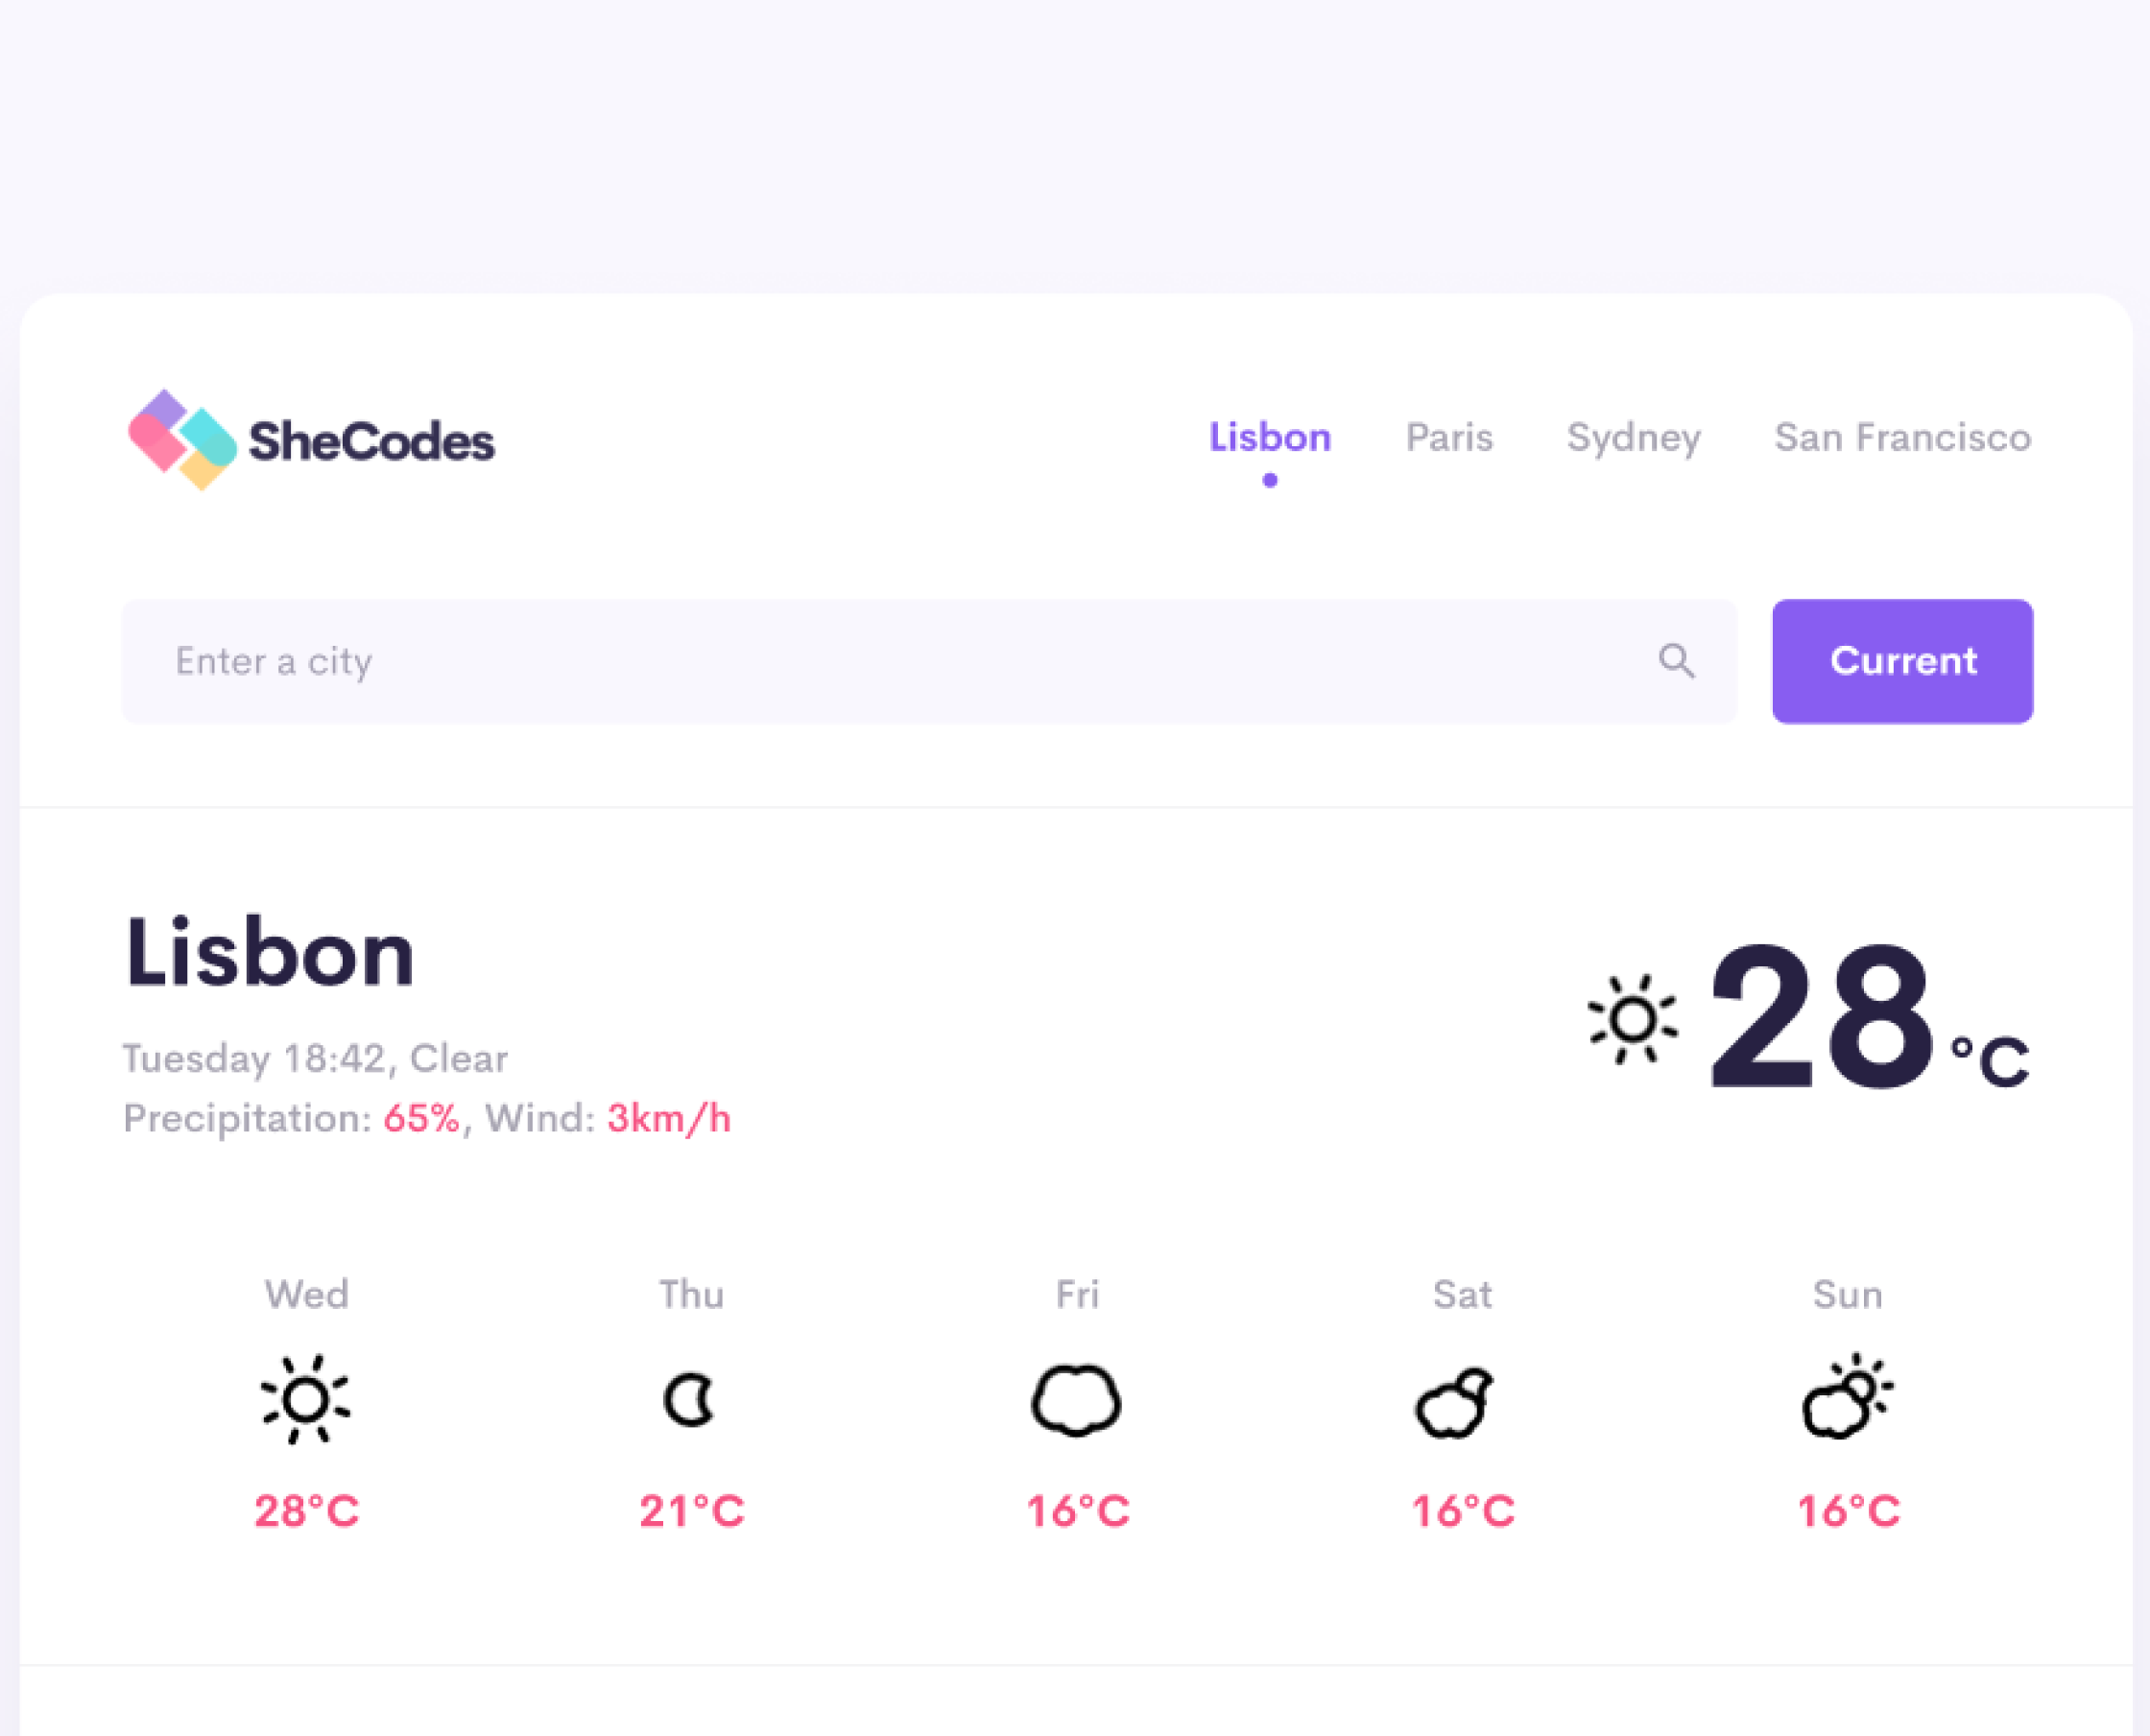 SheCodes
Lisbon Paris Sydney San Francisco
Enter a city
Current
Lisbon
28 °C
Tuesday 18:42, Clear
Precipitation: 65%, Wind: 3km/h
Wed Thu Fri Sat Sun
28°C 21°C 16°C 16°C 16°C